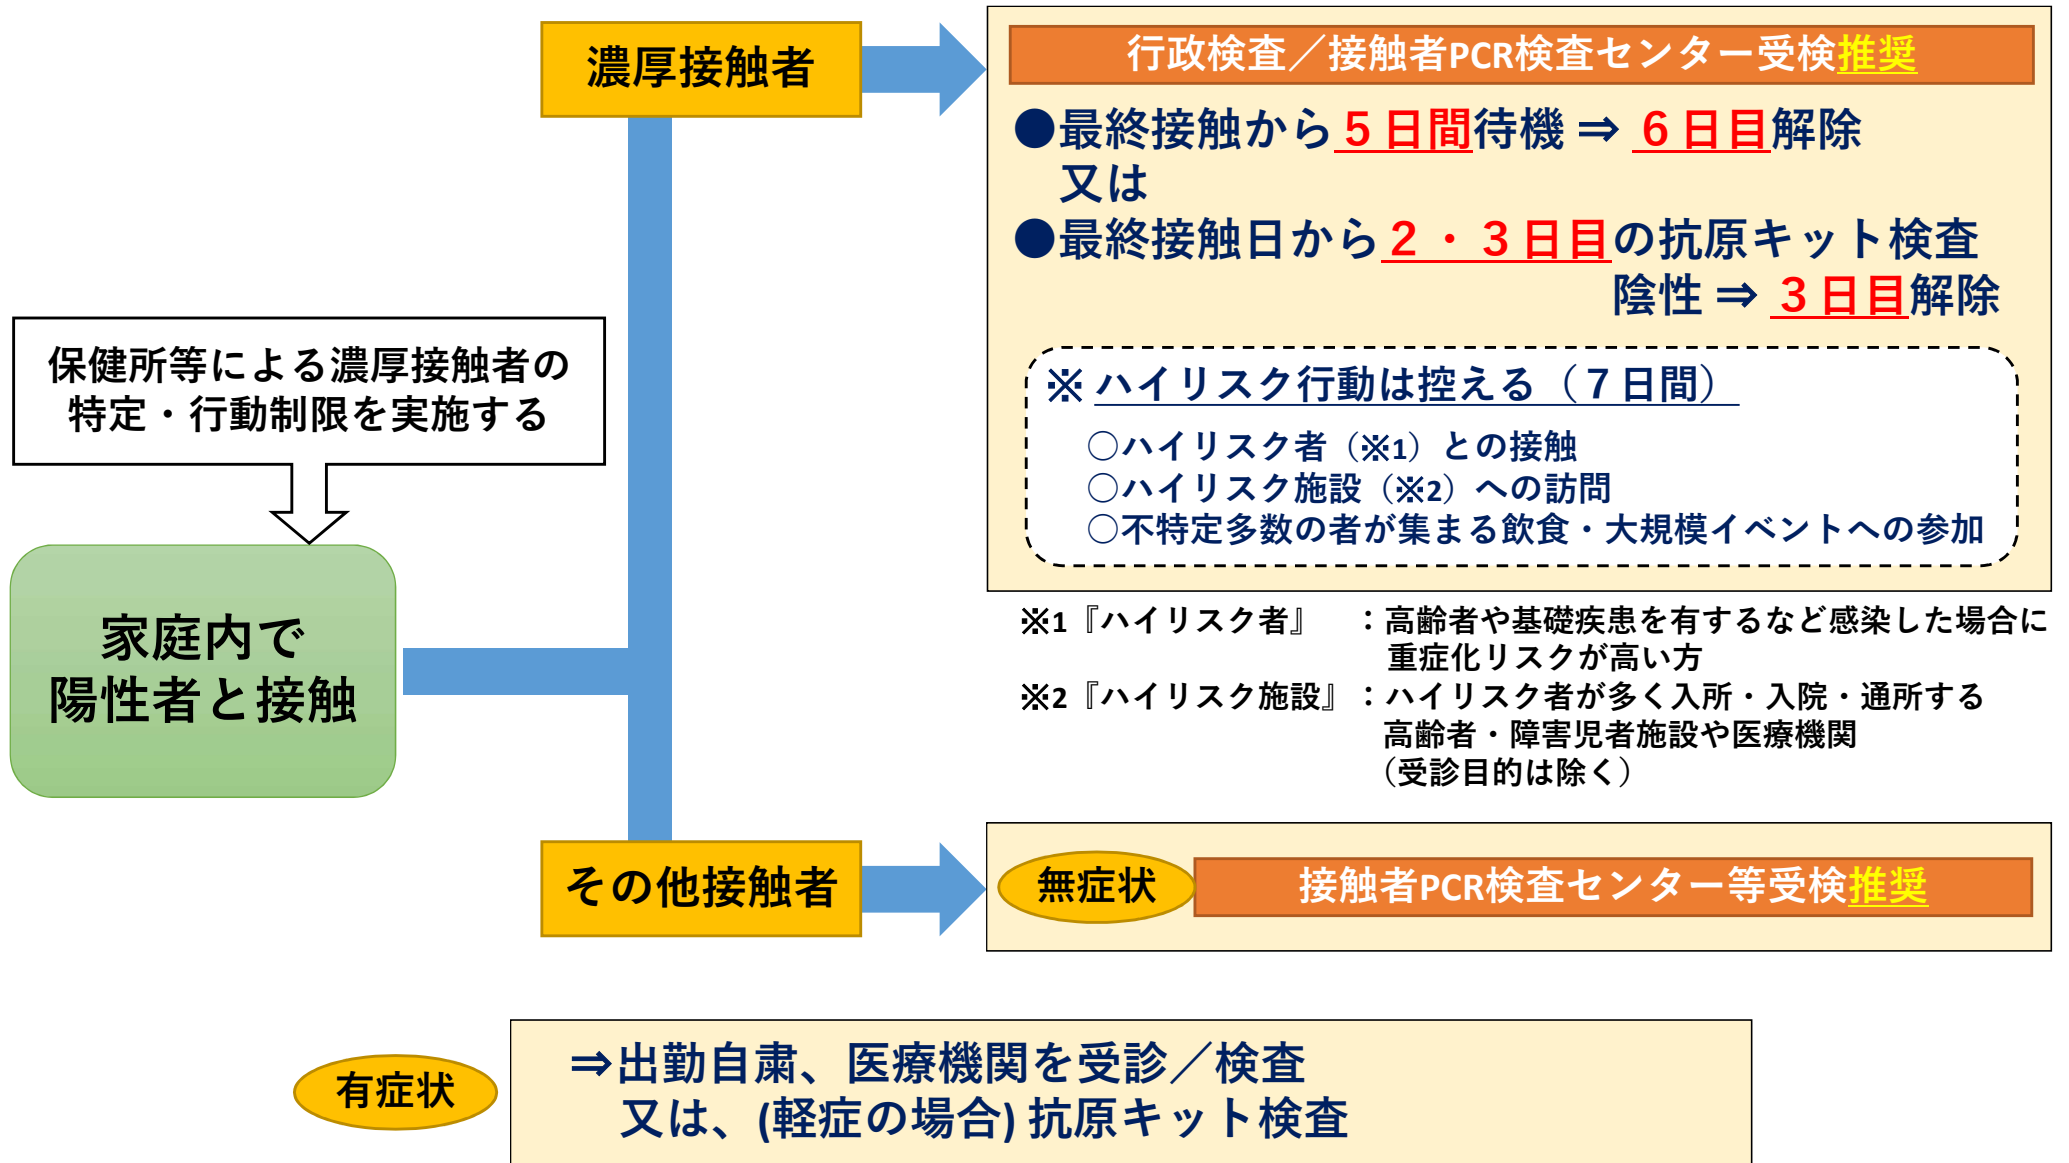 濃厚接触者
行政検査／接触者PCR検査センター受検推奨
●最終接触から５日間待機 ⇒ ６日目解除
又は
●最終接触日から２・３日目の抗原キット検査
陰性 ⇒ ３日目解除
※ ハイリスク行動は控える（７日間）
○ハイリスク者（※1）との接触
○ハイリスク施設（※2）への訪問
○不特定多数の者が集まる飲食・大規模イベントへの参加
保健所等による濃厚接触者の
特定・行動制限を実施する
家庭内で
陽性者と接触
※1『ハイリスク者』　：高齢者や基礎疾患を有するなど感染した場合に
重症化リスクが高い方
※2『ハイリスク施設』：ハイリスク者が多く入所・入院・通所する
高齢者・障害児者施設や医療機関
（受診目的は除く）
その他接触者
無症状
接触者PCR検査センター等受検推奨
有症状
⇒出勤自粛、医療機関を受診／検査
又は、(軽症の場合) 抗原キット検査